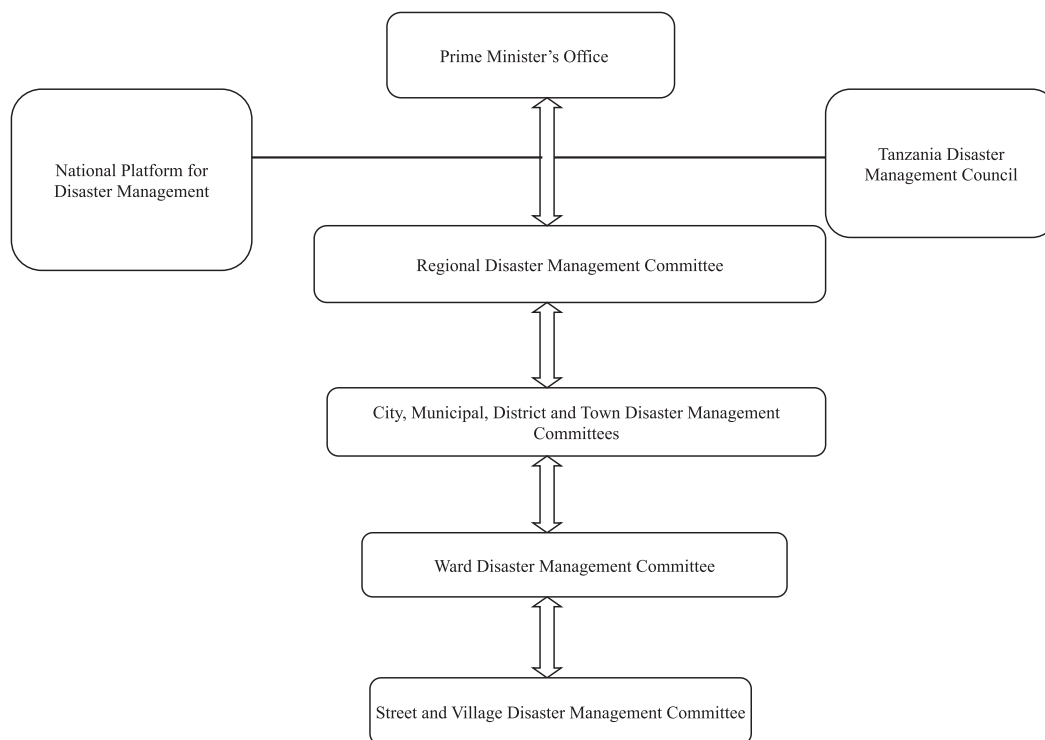 Prime Minister’s Office
National Platform for
Disaster Management
Tanzania Disaster
Management Council
Regional Disaster Management Committee
City, Municipal, District and Town Disaster Management
Committees
Ward Disaster Management Committee
Street and Village Disaster Management Committee